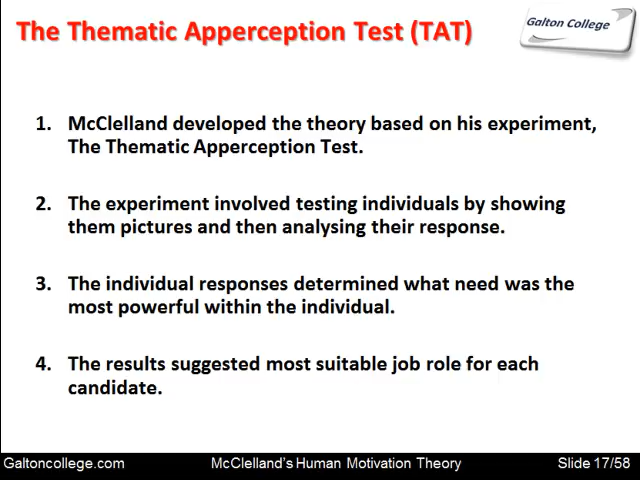 The Thematic Apperception Test (TAT)
Galton College
1. McClelland developed the theory based on his experiment,
The Thematic Apperception Test.
2. The experiment involved testing individuals by showing
them pictures and then analysing their response.
3. The individual responses determined what need was the
most powerful within the individual.
4. The results suggested most suitable job role for each
candidate.
Galtoncollege.com McClelland's Human Motivation Theory Slide 17/58